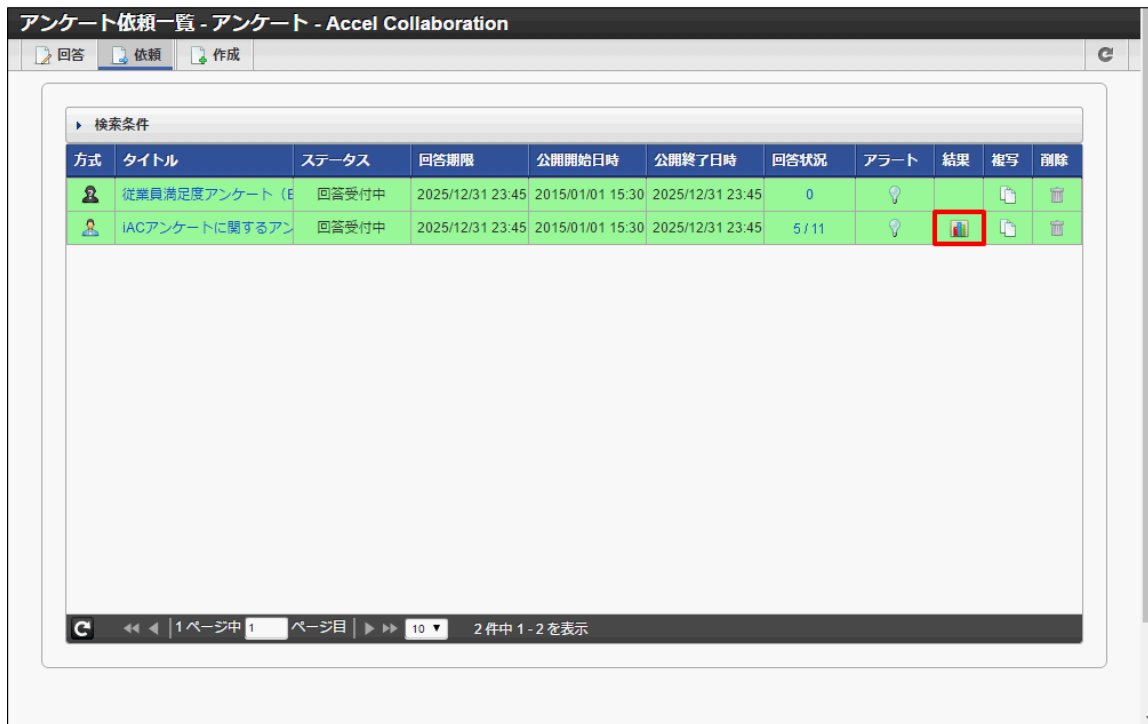 アンケート依頼一覧 - アンケート - Accel Collaboration
回答 依頼 作成
検索条件
方式 タイトル ステータス 回答期限 公開開始日時 公開終了日時 回答状況 アラート 結果 複写 削除
従業員満足度アンケート（E 回答受付中 2025/12/31 23:45 2015/01/01 15:30 2025/12/31 23:45 0
iACアンケートに関するアン 回答受付中 2025/12/31 23:45 2015/01/01 15:30 2025/12/31 23:45 5 / 11
1 ページ中 1 ページ目 10 2 件中 1 - 2 を表示